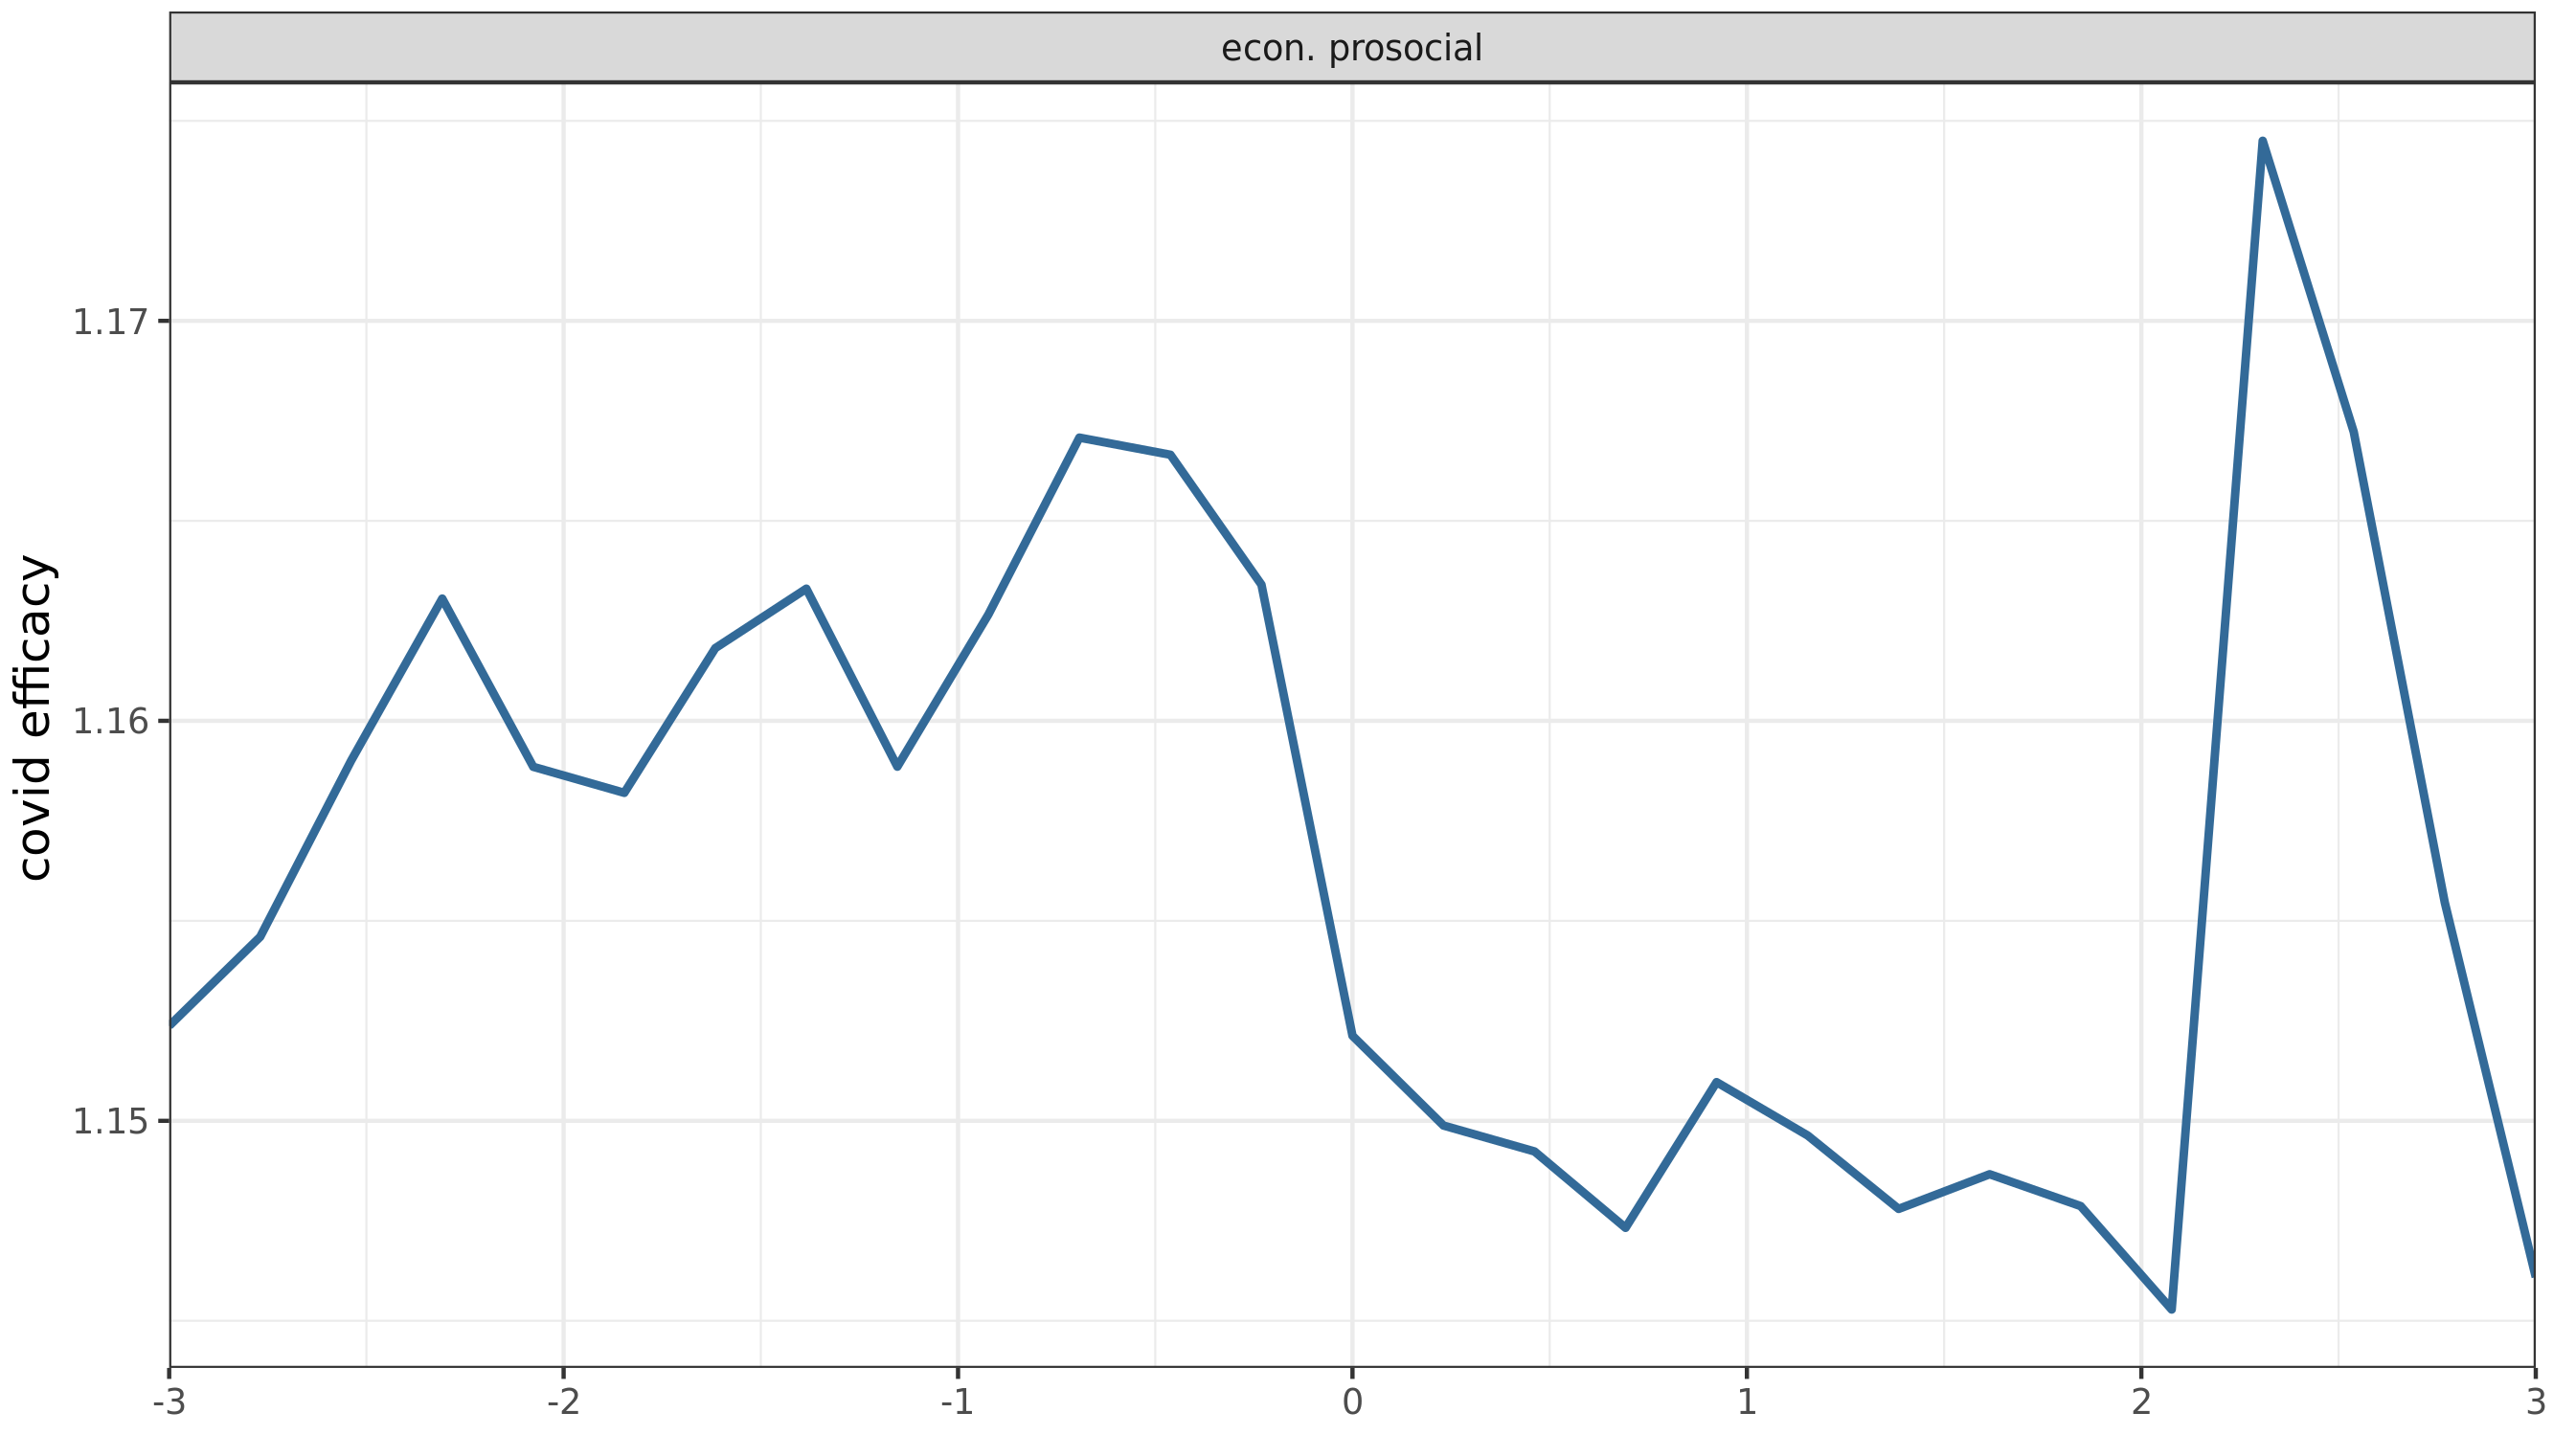 econ. prosocial
covid efficacy
1.17
1.16
1.15
-3 -2 -1 0 1 2 3